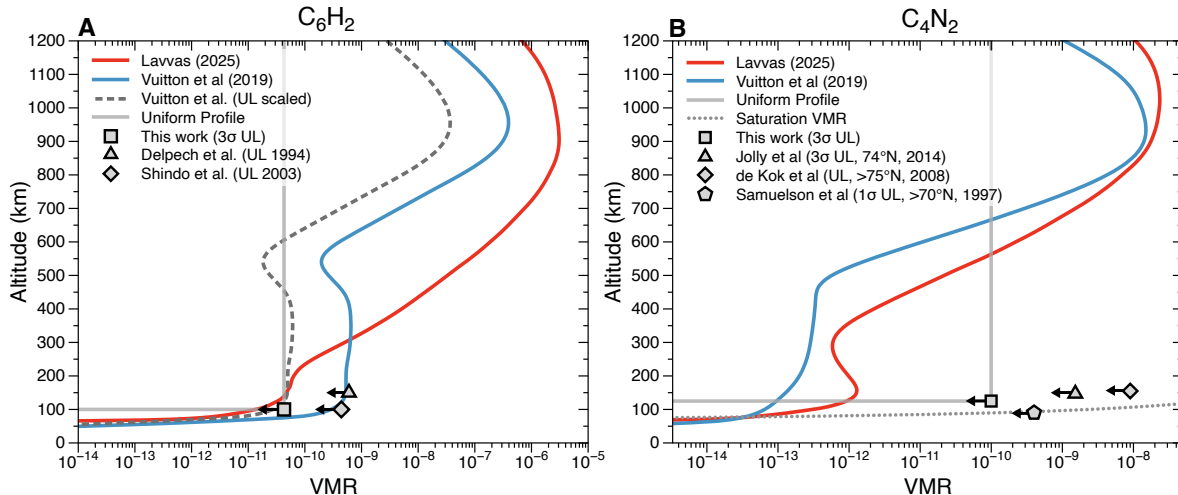 A
C6H2
Lavvas (2025)
Vuitton et al (2019)
Vuitton et al. (UL scaled)
Uniform Profile
This work (3σ UL)
Delpech et al. (UL 1994)
Shindo et al. (UL 2003)
Altitude (km)
1200
1100
1000
900
800
700
600
500
400
300
200
100
0
10⁻¹⁴ 10⁻¹³ 10⁻¹² 10⁻¹¹ 10⁻¹⁰ 10⁻⁹ 10⁻⁸ 10⁻⁷ 10⁻⁶ 10⁻⁵
VMR
B
C4N2
Lavvas (2025)
Vuitton et al (2019)
Uniform Profile
Saturation VMR
This work (3σ UL)
Jolly et al (3σ UL, 74°N, 2014)
de Kok et al (UL, >75°N, 2008)
Samuelson et al (1σ UL, >70°N, 1997)
Altitude (km)
1200
1100
1000
900
800
700
600
500
400
300
200
100
0
10⁻¹⁴ 10⁻¹³ 10⁻¹² 10⁻¹¹ 10⁻¹⁰ 10⁻⁹ 10⁻⁸
VMR